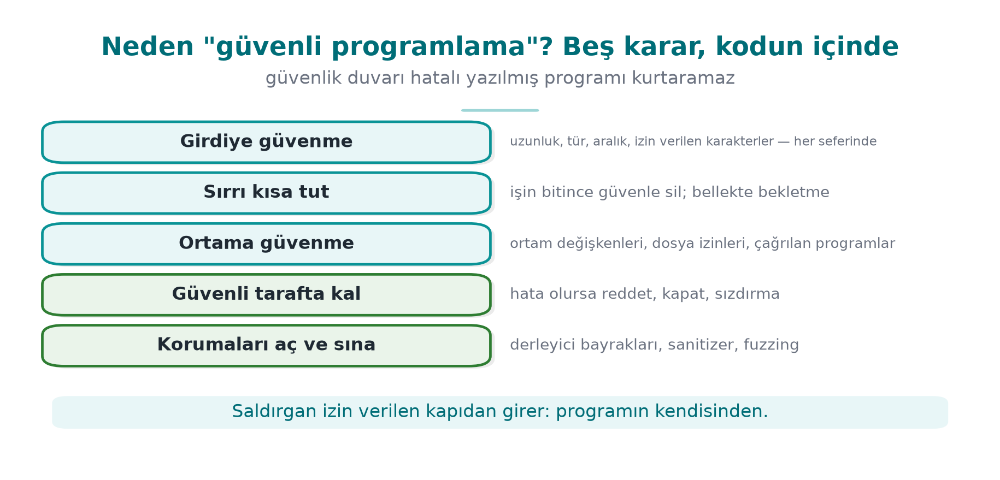 Neden "güvenli programlama"? Beş karar, kodun içinde
güvenlik duvarı hatalı yazılmış programı kurtaramaz
Girdiye güvenme
uzunluk, tür, aralık, izin verilen karakterler — her seferinde
Sırrı kısa tut
işin bitince güvenle sil; bellekte bekletme
Ortama güvenme
ortam değişkenleri, dosya izinleri, çağrılan programlar
Güvenli tarafta kal
hata olursa reddet, kapat, sızdırma
Korumaları aç ve sına
derleyici bayrakları, sanitizer, fuzzing
Saldırgan izin verilen kapıdan girer: programın kendisinden.